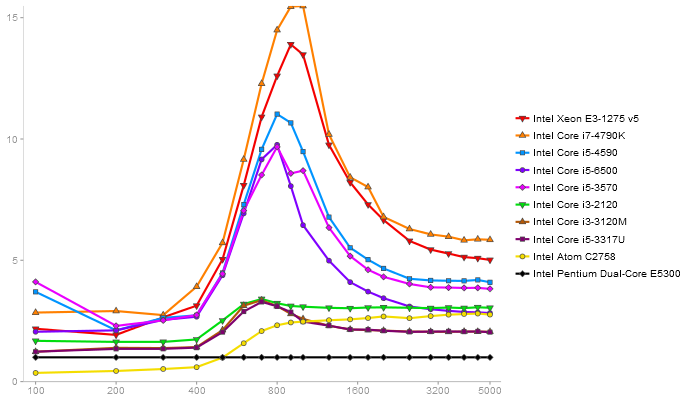 15
10
5
0
100
200
400
800
1600
3200
5000
Intel Xeon E3-1275 v5
Intel Core i7-4790K
Intel Core i5-4590
Intel Core i5-6500
Intel Core i5-3570
Intel Core i3-2120
Intel Core i3-3120M
Intel Core i5-3317U
Intel Atom C2758
Intel Pentium Dual-Core E5300